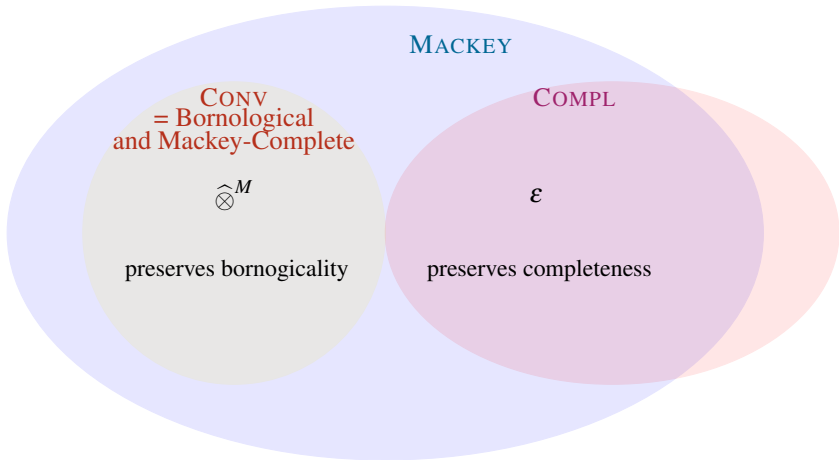 MACKEY
CONV
= Bornological
and Mackey-Complete
COMPL
⊗̂ᴹ
ε
preserves bornogicality
preserves completeness